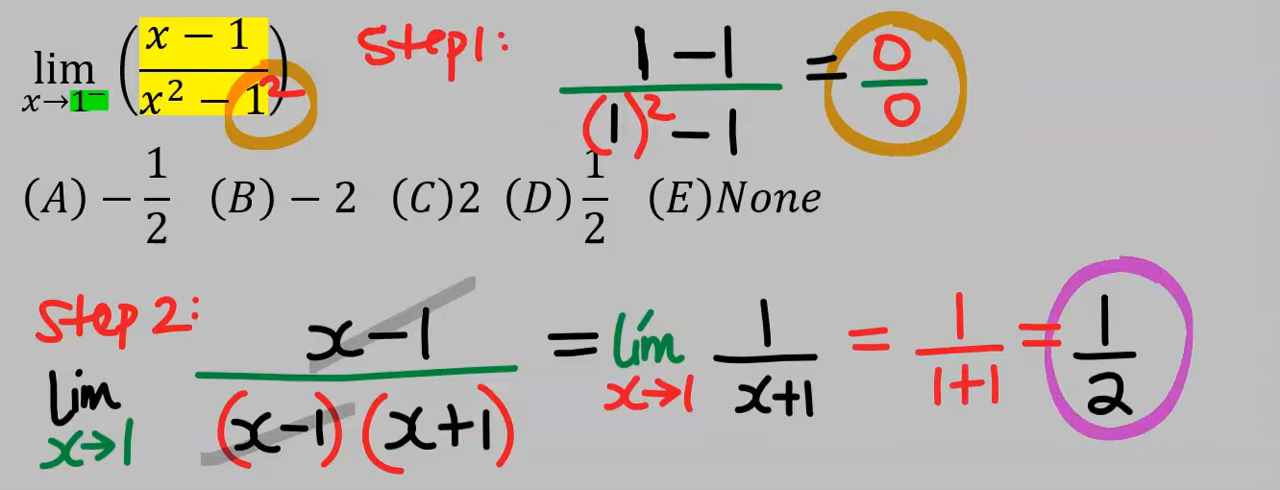 lim x→1⁻ ((x − 1)/(x² − 1²)) Step1: (1 − 1)/((1)² − 1) = 0/0
(A) − 1/2 (B) − 2 (C)2 (D) 1/2 (E)None
Step 2:
lim x→1 (x−1)/((x−1)(x+1)) = lim x→1 1/(x+1) = 1/(1+1) = 1/2